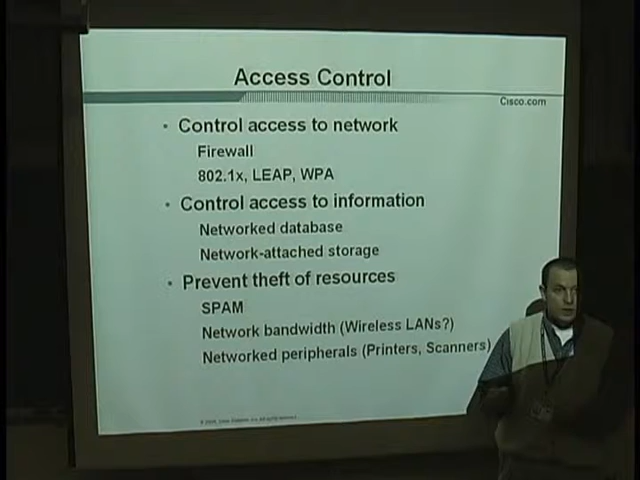 Access Control
Cisco.com
• Control access to network
Firewall
802.1x, LEAP, WPA
• Control access to information
Networked database
Network-attached storage
• Prevent theft of resources
SPAM
Network bandwidth (Wireless LANs?)
Networked peripherals (Printers, Scanners)